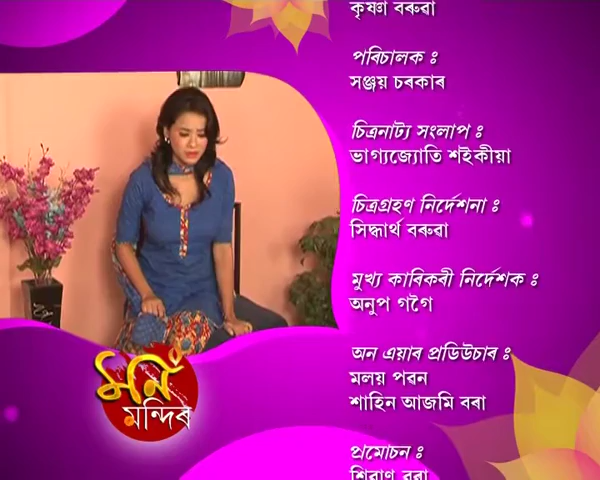 কৃষ্ণা বৰুৱা
পৰিচালক ঃ
সঞ্জয় চৰকাৰ
চিত্ৰনাট্য সংলাপ ঃ
ভাগ্যজ্যোতি শইকীয়া
চিত্ৰগ্ৰহণ নিৰ্দেশনা ঃ
সিদ্ধাৰ্থ বৰুৱা
মুখ্য কাৰিকৰী নিৰ্দেশক ঃ
অনুপ গগৈ
অন এয়াৰ প্ৰডিউচাৰ ঃ
মলয় পৱন
শাহিন আজমি বৰা
প্ৰমোচন ঃ
মন
মন্দিৰ